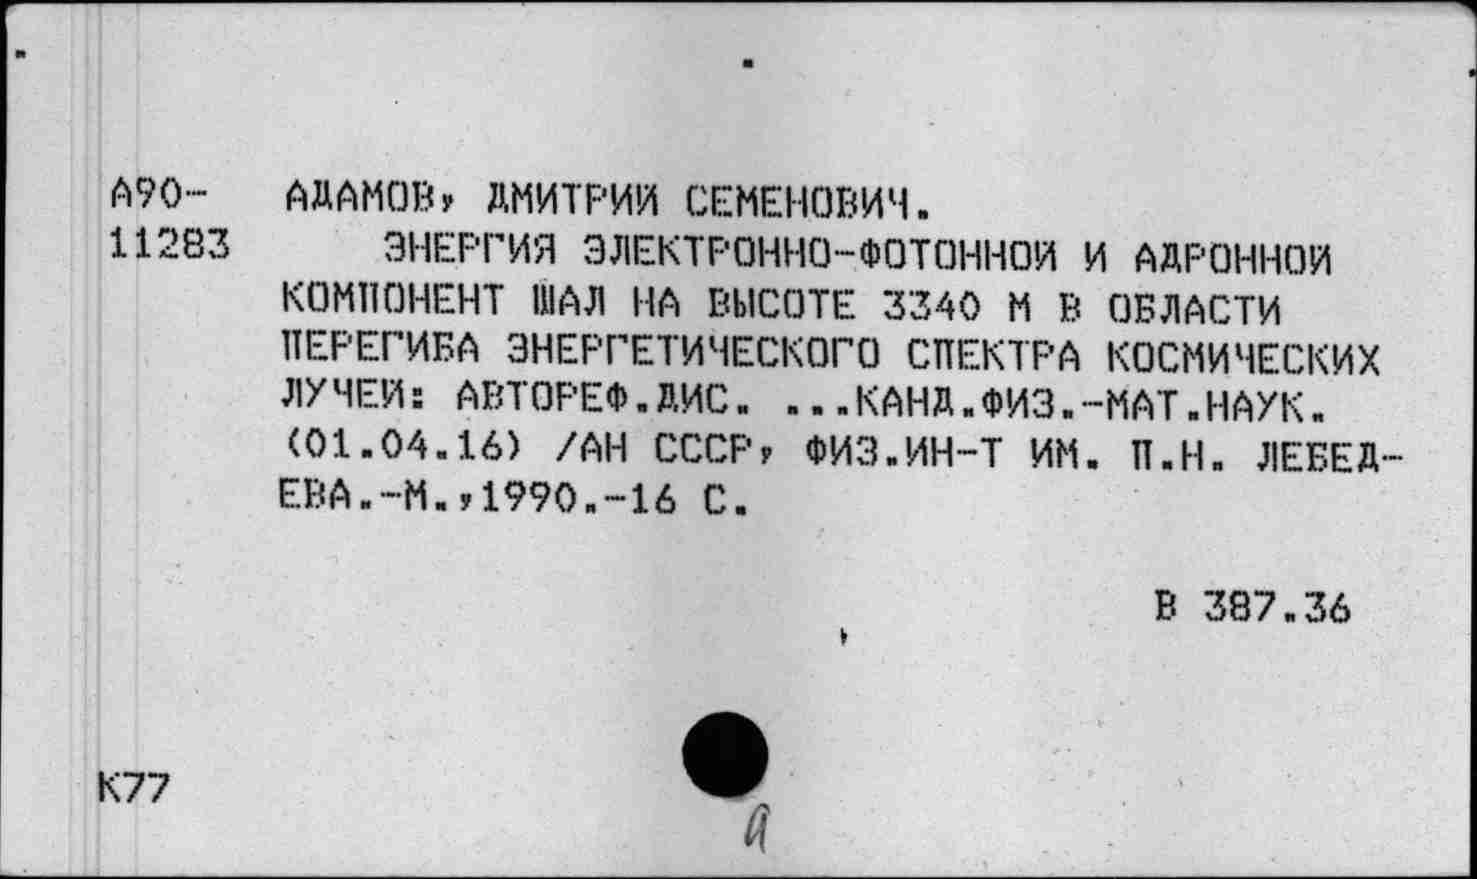 А90- АДАМОВ, ДМИТРИЙ СЕМЕНОВИЧ.
11283 ЭНЕРГИЯ ЭЛЕКТРОННО-ФОТОННОЙ И АДРОННОЙ
КОМПОНЕНТ ШАЛ НА ВЫСОТЕ 3340 М В ОБЛАСТИ
ПЕРЕГИБА ЭНЕРГЕТИЧЕСКОГО СПЕКТРА КОСМИЧЕСКИХ
ЛУЧЕЙ: АВТОРЕФ.ДИС. ...КАНД.ФИЗ.-МАТ.НАУК.
(01.04.16) /АН СССР, ФИЗ.ИН-Т ИМ. П.Н. ЛЕБЕД-
ЕВА.-М.,1990.-16 С.
В 387.36
К77